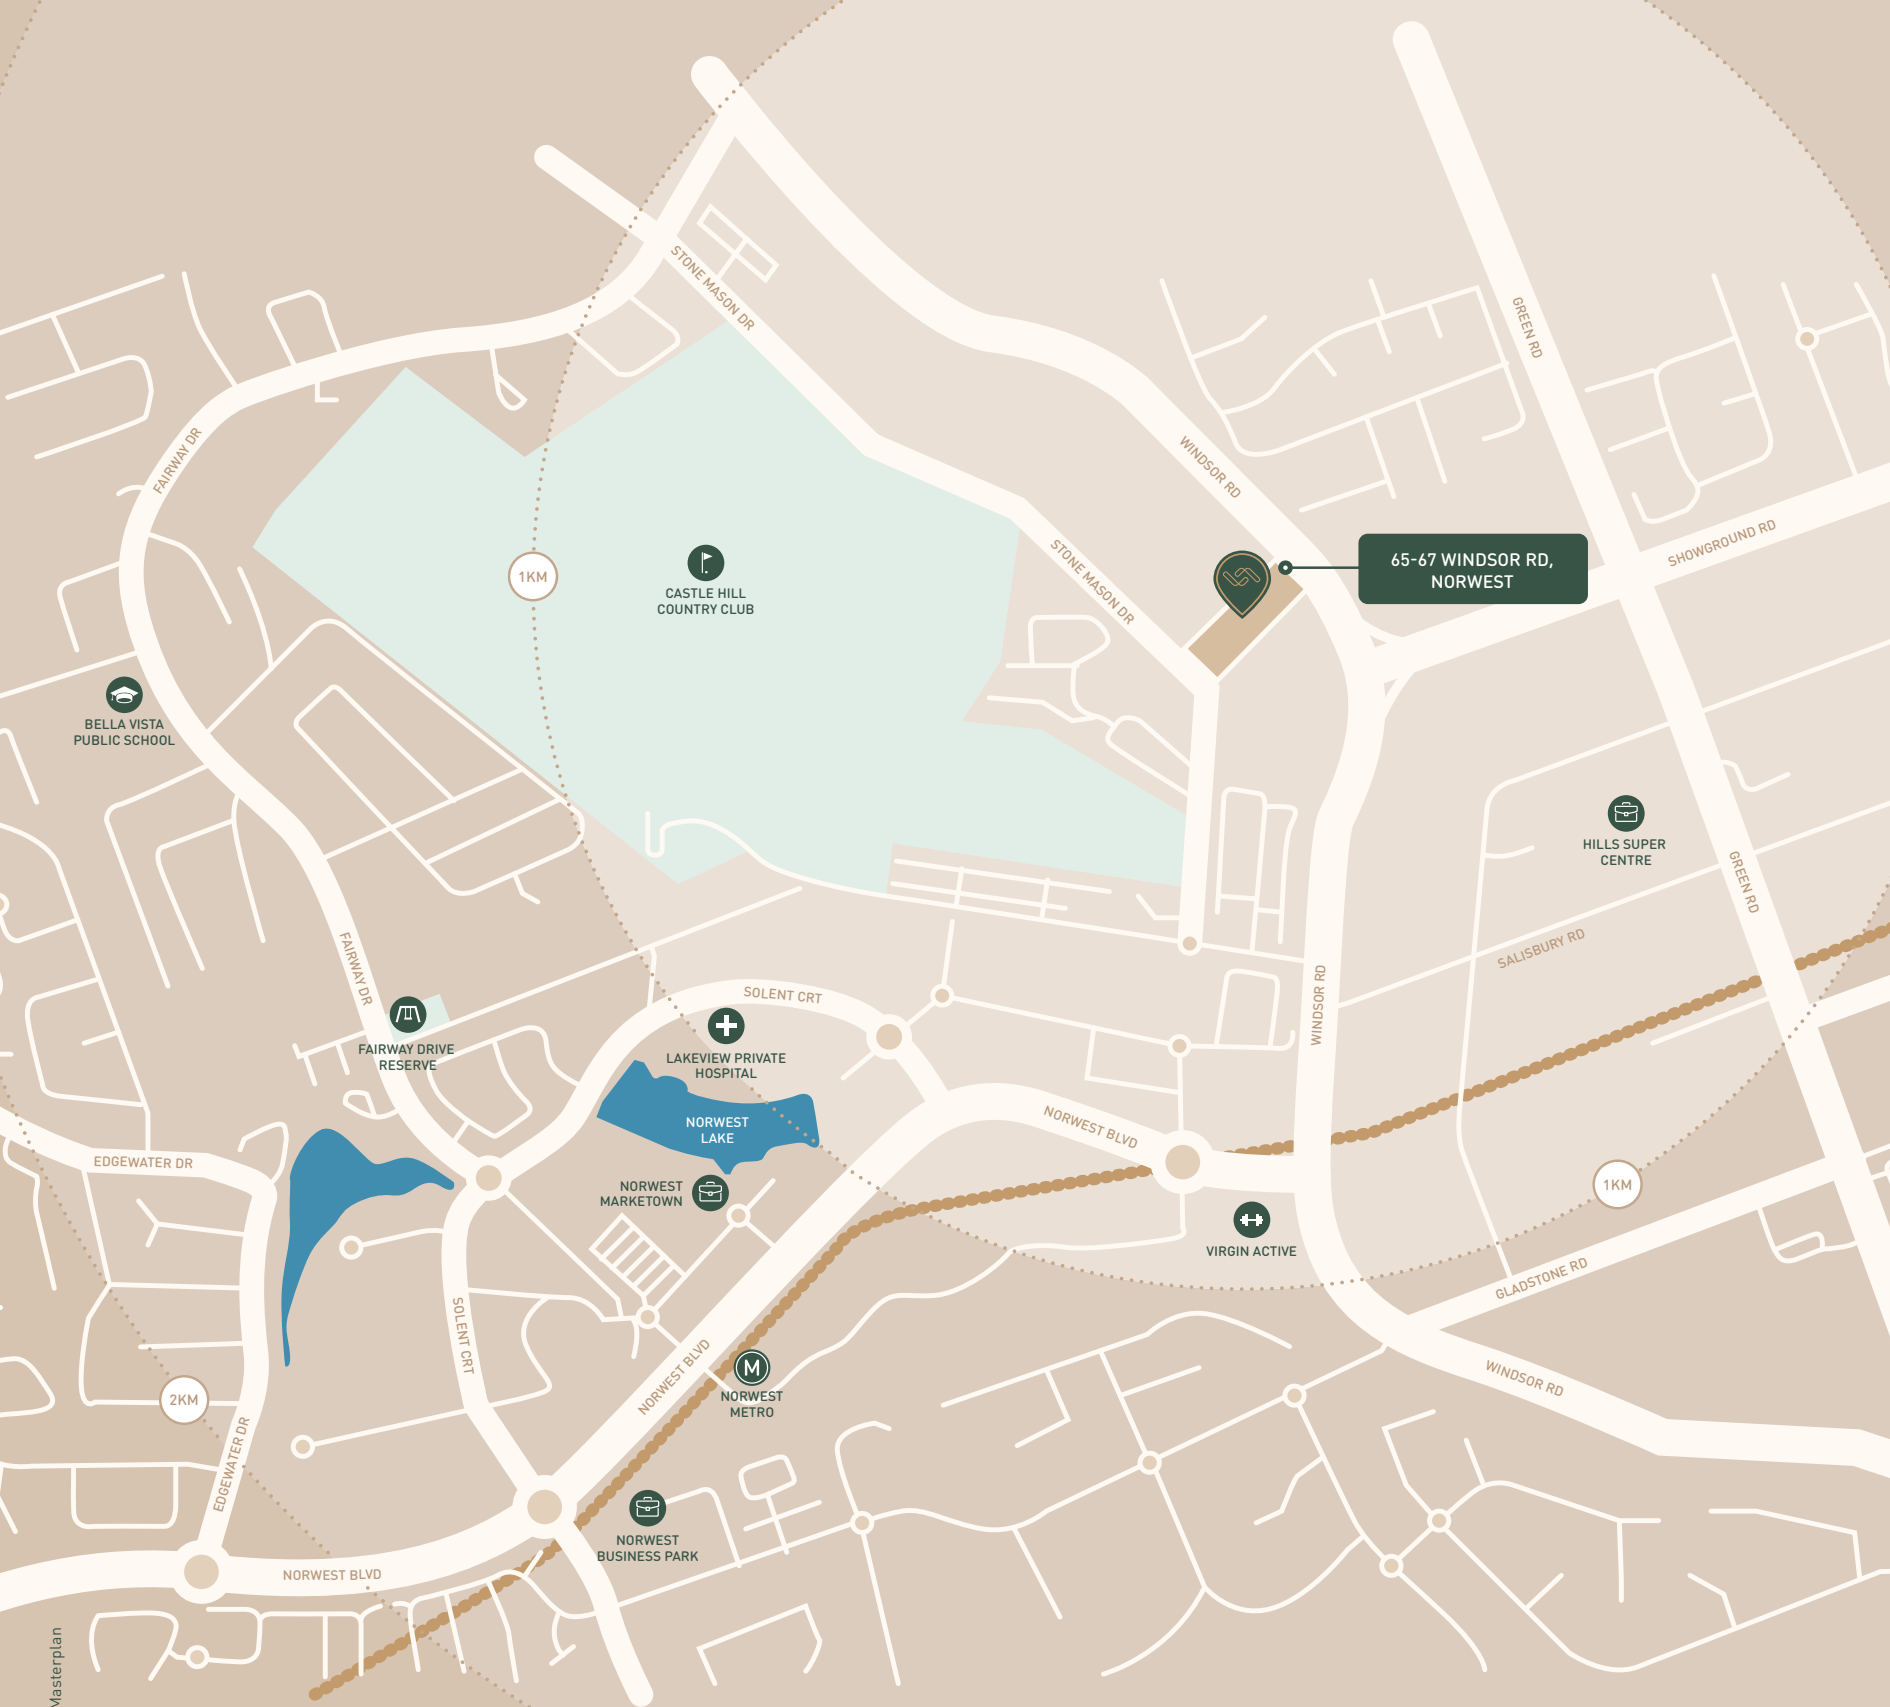 STONE MASON DR
GREEN RD
FAIRWAY DR
WINDSOR RD
65-67 WINDSOR RD,
NORWEST
SHOWGROUND RD
1KM
CASTLE HILL
COUNTRY CLUB
STONE MASON DR
BELLA VISTA
PUBLIC SCHOOL
HILLS SUPER
CENTRE
GREEN RD
SALISBURY RD
FAIRWAY DR
SOLENT CRT
WINDSOR RD
FAIRWAY DRIVE
RESERVE
LAKEVIEW PRIVATE
HOSPITAL
NORWEST
LAKE
NORWEST BLVD
EDGEWATER DR
NORWEST
MARKETOWN
1KM
VIRGIN ACTIVE
GLADSTONE RD
SOLENT CRT
NORWEST BLVD
M
NORWEST
METRO
WINDSOR RD
2KM
EDGEWATER DR
NORWEST
BUSINESS PARK
NORWEST BLVD
Masterplan